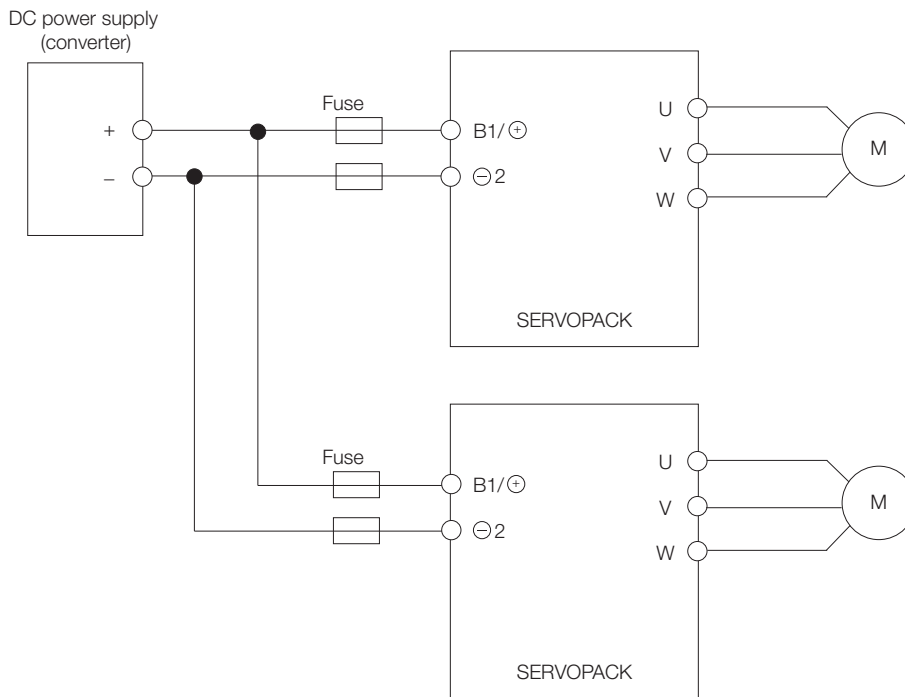 DC power supply
(converter)
+
−
Fuse
B1/⊕
⊖2
U
V
W
M
SERVOPACK
Fuse
B1/⊕
⊖2
U
V
W
M
SERVOPACK